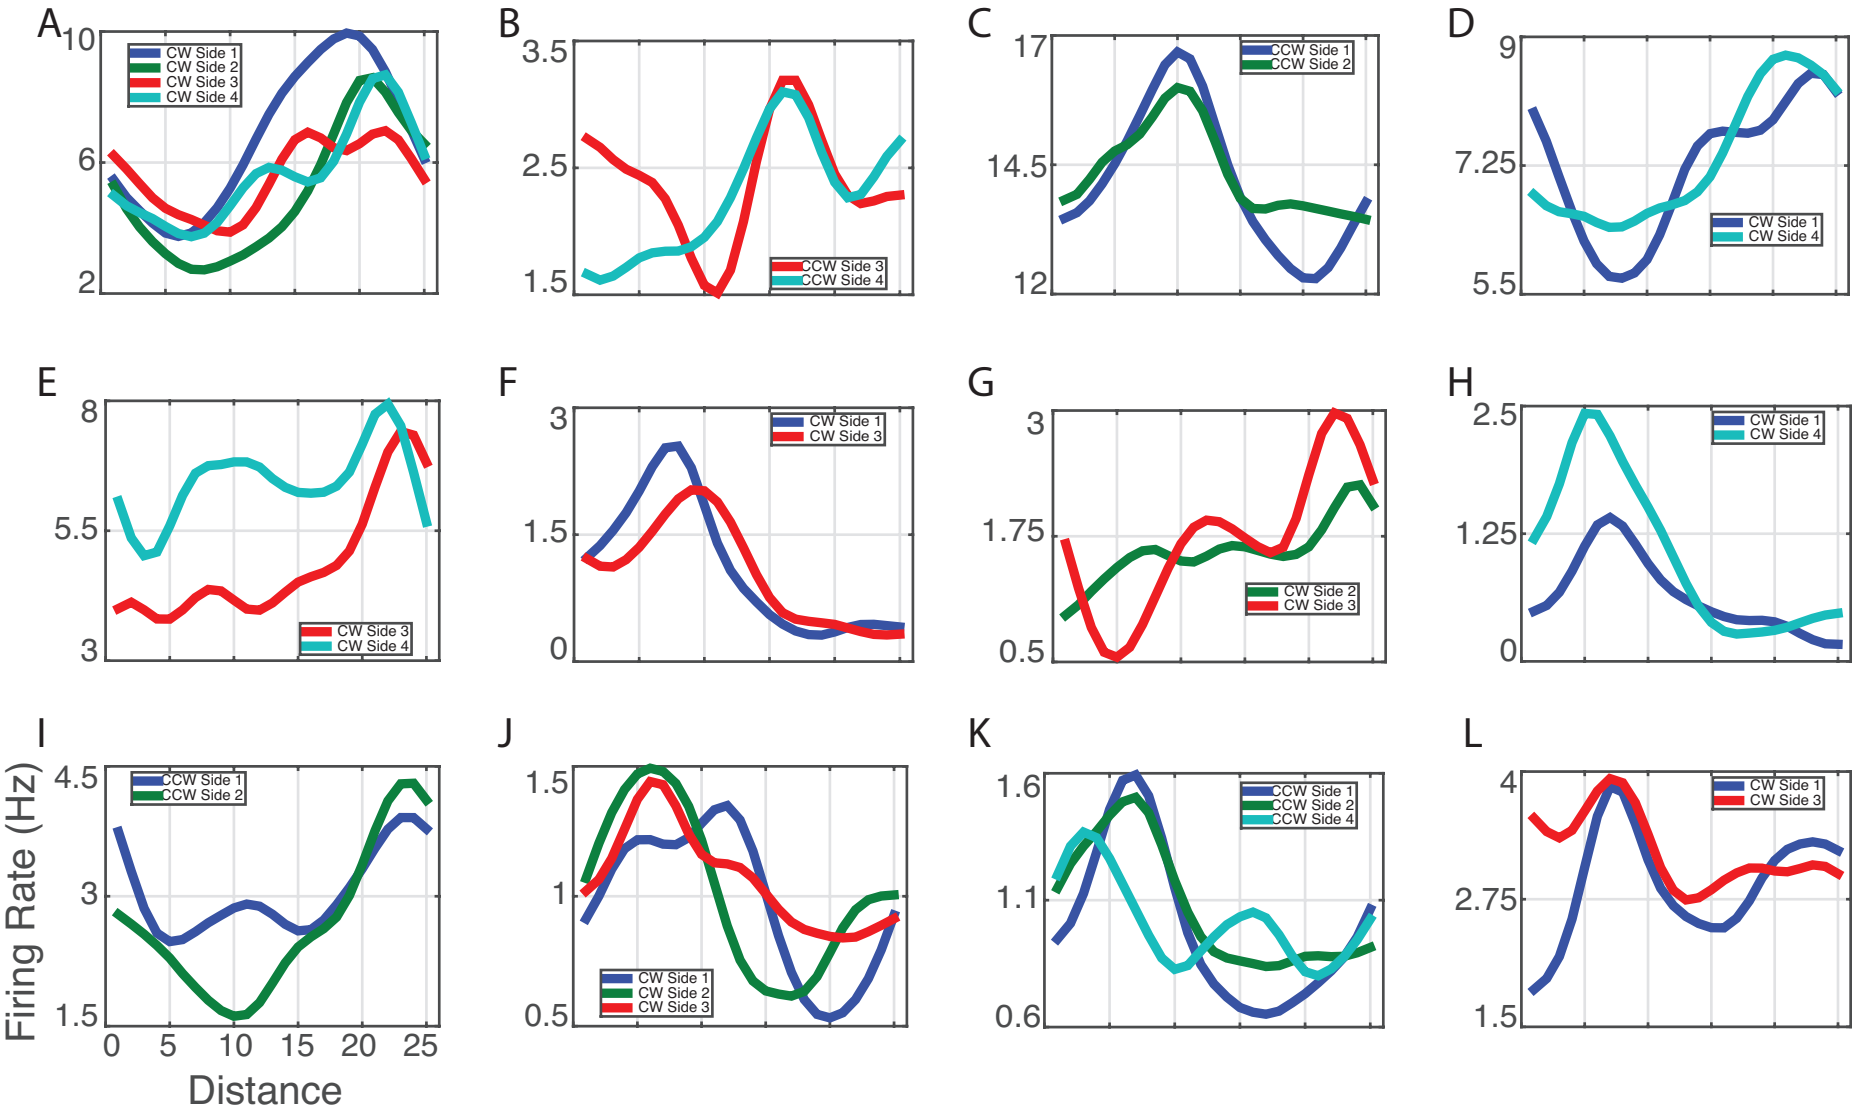 A
10
6
2
CW Side 1
CW Side 2
CW Side 3
CW Side 4
B
3.5
2.5
1.5
CCW Side 3
CCW Side 4
C
17
14.5
12
CCW Side 1
CCW Side 2
D
9
7.25
5.5
CW Side 1
CW Side 4
E
8
5.5
3
CW Side 3
CW Side 4
F
3
1.5
0
CW Side 1
CW Side 3
G
3
1.75
0.5
CW Side 2
CW Side 3
H
2.5
1.25
0
CW Side 1
CW Side 4
I
4.5
3
1.5
CCW Side 1
CCW Side 2
0 5 10 15 20 25
Distance
Firing Rate (Hz)
J
1.5
1
0.5
CW Side 1
CW Side 2
CW Side 3
K
1.6
1.1
0.6
CCW Side 1
CCW Side 2
CCW Side 4
L
4
2.75
1.5
CW Side 1
CW Side 3